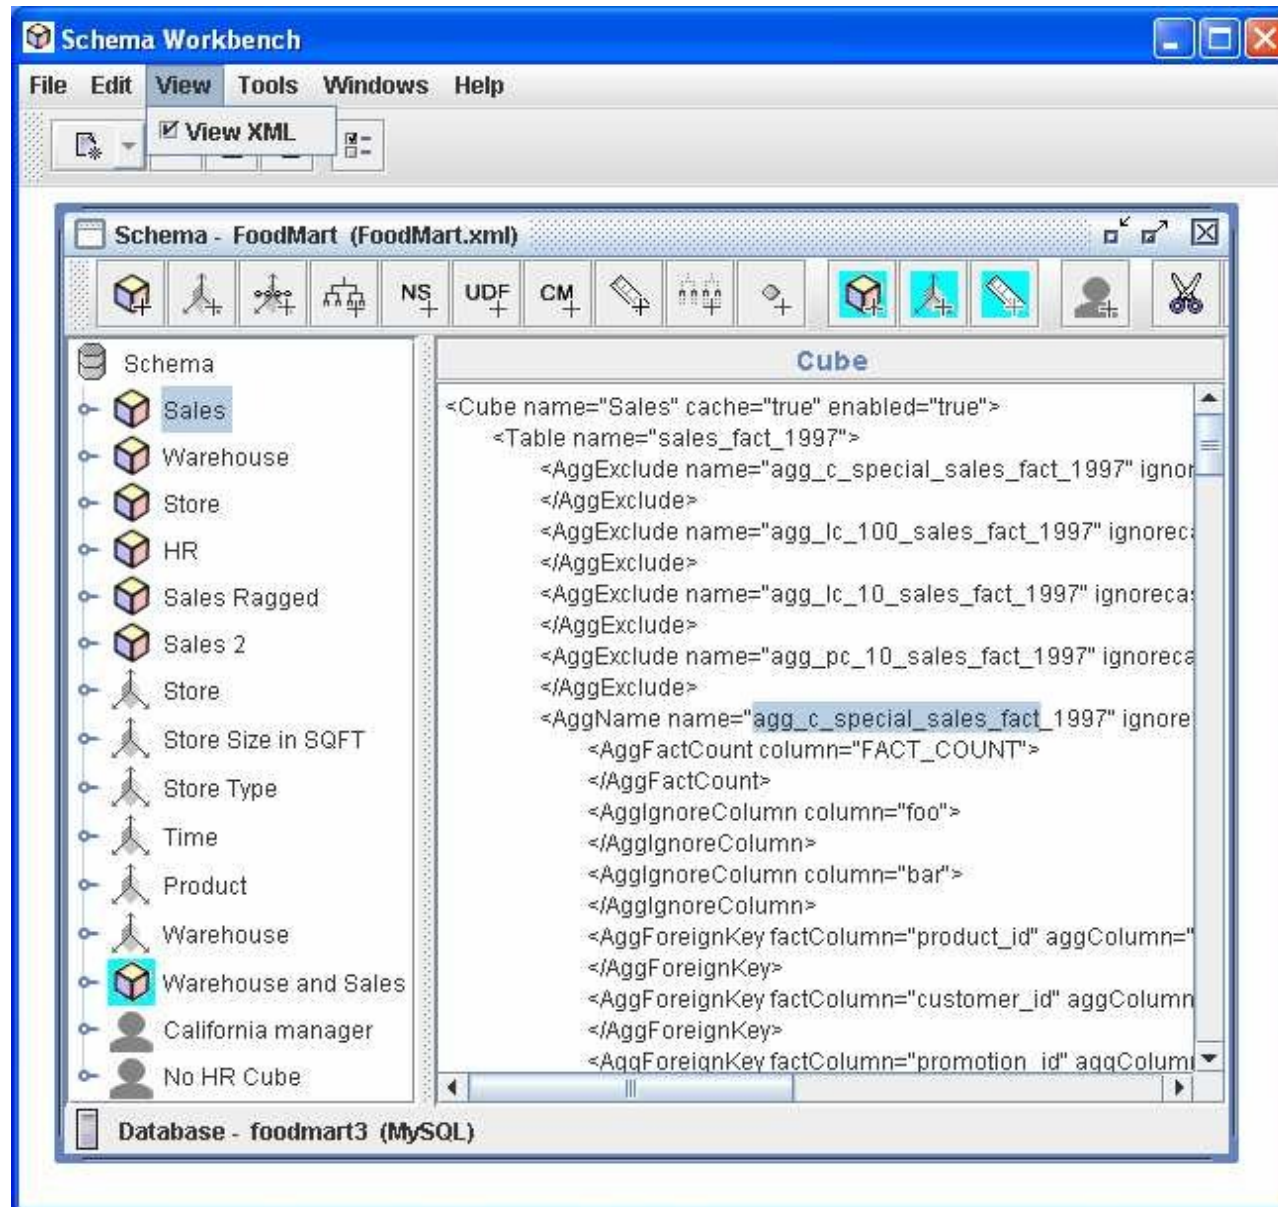 Schema Workbench
File Edit View Tools Windows Help
View XML
Schema - FoodMart (FoodMart.xml)
NS UDF CM
Schema
Sales
Warehouse
Store
HR
Sales Ragged
Sales 2
Store
Store Size in SQFT
Store Type
Time
Product
Warehouse
Warehouse and Sales
California manager
No HR Cube
Cube
<Cube name="Sales" cache="true" enabled="true">
<Table name="sales_fact_1997">
<AggExclude name="agg_c_special_sales_fact_1997" ignor
</AggExclude>
<AggExclude name="agg_lc_100_sales_fact_1997" ignorec
</AggExclude>
<AggExclude name="agg_lc_10_sales_fact_1997" ignoreca
</AggExclude>
<AggExclude name="agg_pc_10_sales_fact_1997" ignoreca
</AggExclude>
<AggName name="agg_c_special_sales_fact_1997" ignore
<AggFactCount column="FACT_COUNT">
</AggFactCount>
<AggIgnoreColumn column="foo">
</AggIgnoreColumn>
<AggIgnoreColumn column="bar">
</AggIgnoreColumn>
<AggForeignKey factColumn="product_id" aggColumn="
</AggForeignKey>
<AggForeignKey factColumn="customer_id" aggColumn
</AggForeignKey>
<AggForeignKey factColumn="promotion_id" aggColum
Database - foodmart3 (MySQL)